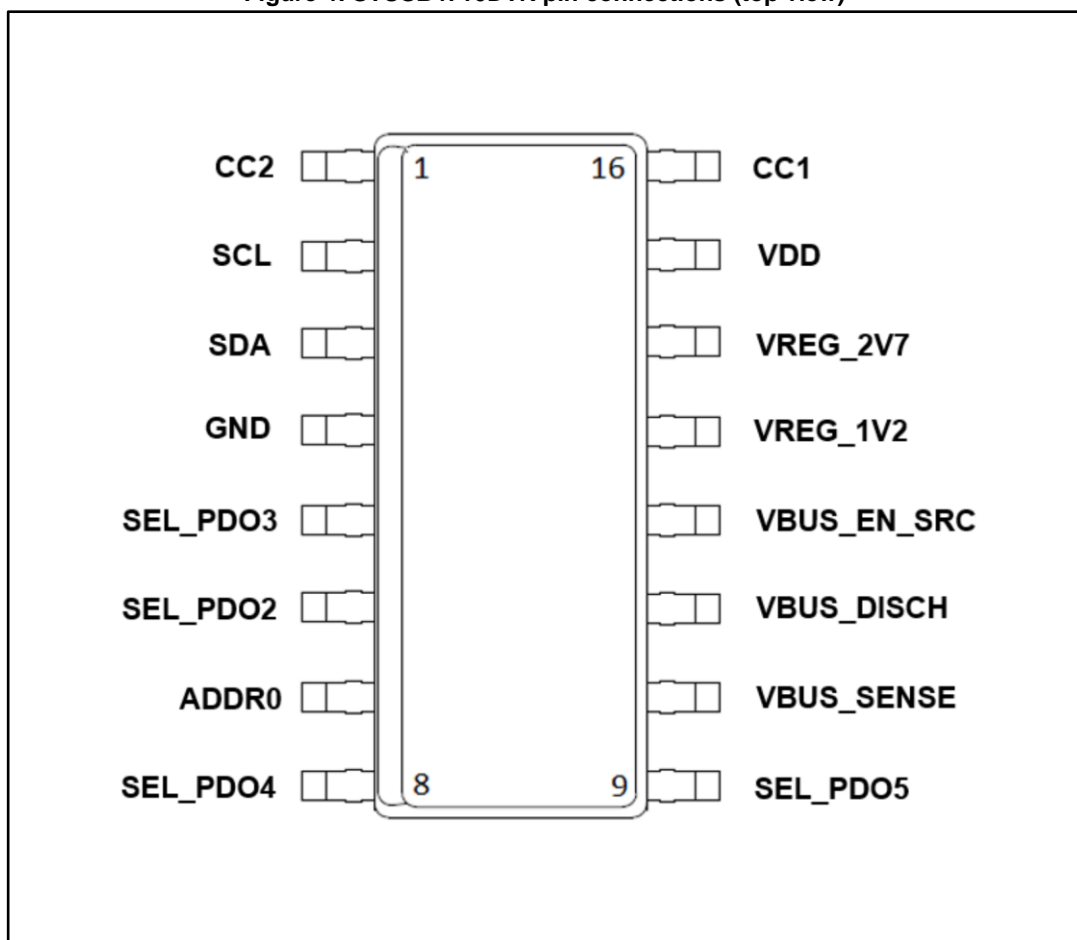 CC2 1 16 CC1
SCL VDD
SDA VREG_2V7
GND VREG_1V2
SEL_PDO3 VBUS_EN_SRC
SEL_PDO2 VBUS_DISCH
ADDR0 VBUS_SENSE
SEL_PDO4 8 9 SEL_PDO5